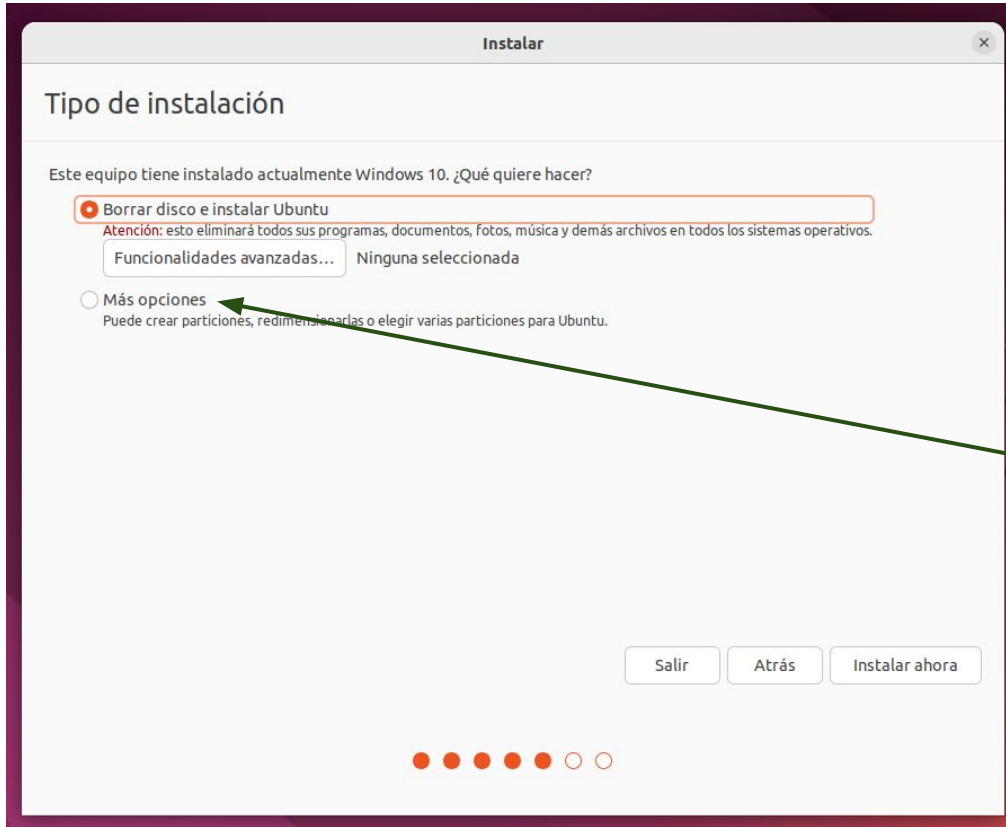 Instalar
Tipo de instalación
Este equipo tiene instalado actualmente Windows 10. ¿Qué quiere hacer?
Borrar disco e instalar Ubuntu
Atención: esto eliminará todos sus programas, documentos, fotos, música y demás archivos en todos los sistemas operativos.
Funcionalidades avanzadas... Ninguna seleccionada
Más opciones
Puede crear particiones, redimensionarlas o elegir varias particiones para Ubuntu.
Salir Atrás Instalar ahora